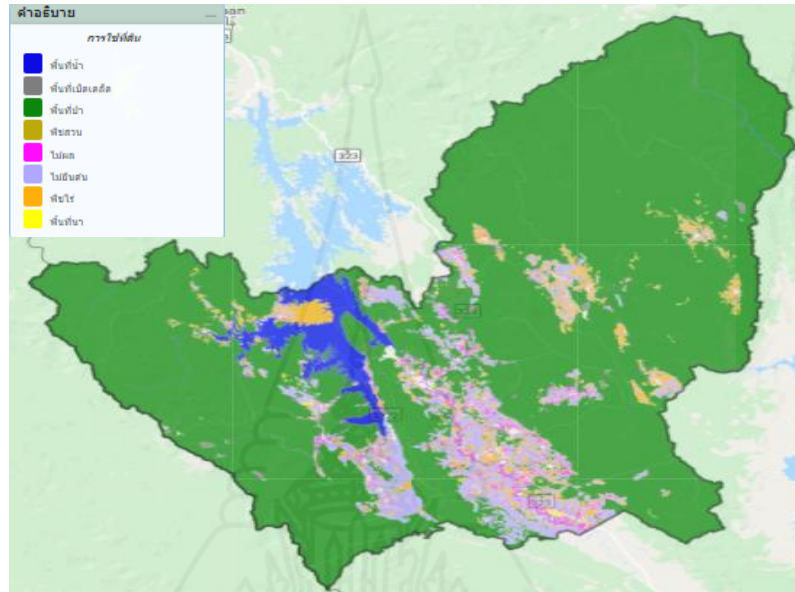 คำอธิบาย
การใช้ที่ดิน
พื้นที่น้ำ
พื้นที่เบ็ดเตล็ด
พื้นที่ป่า
พืชสวน
ไม้ผล
ไม้ยืนต้น
พืชไร่
พื้นที่นา
323
323